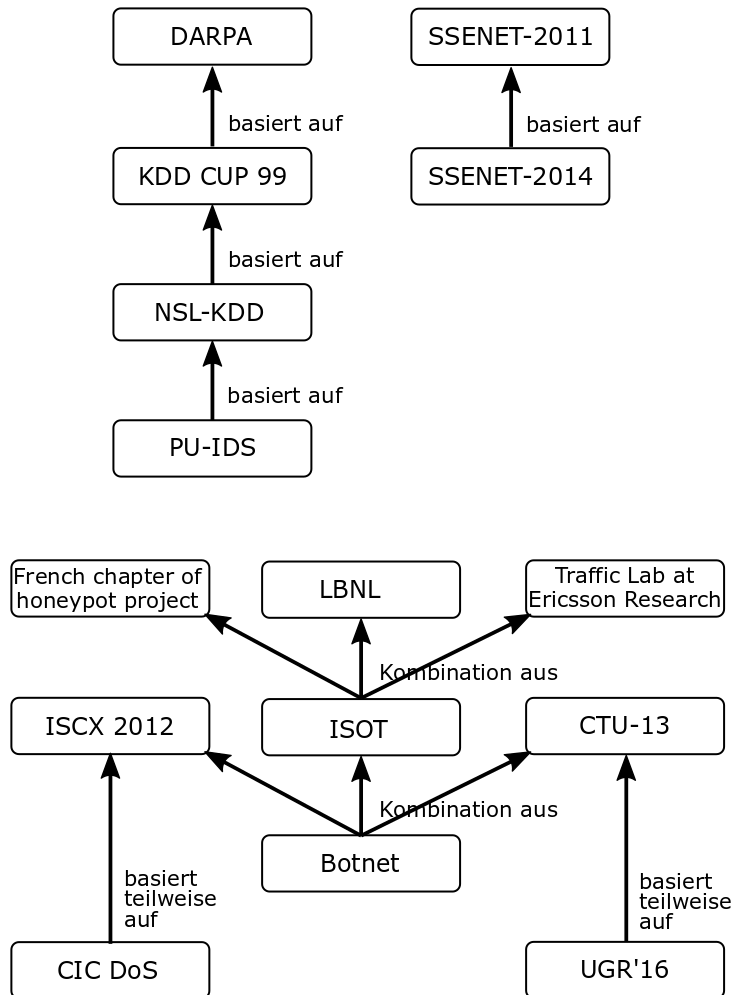 DARPA
SSENET-2011
basiert auf
basiert auf
KDD CUP 99
SSENET-2014
basiert auf
NSL-KDD
basiert auf
PU-IDS
French chapter of
honeypot project
LBNL
Traffic Lab at
Ericsson Research
Kombination aus
ISCX 2012
ISOT
CTU-13
Kombination aus
Botnet
basiert
teilweise
auf
basiert
teilweise
auf
CIC DoS
UGR'16